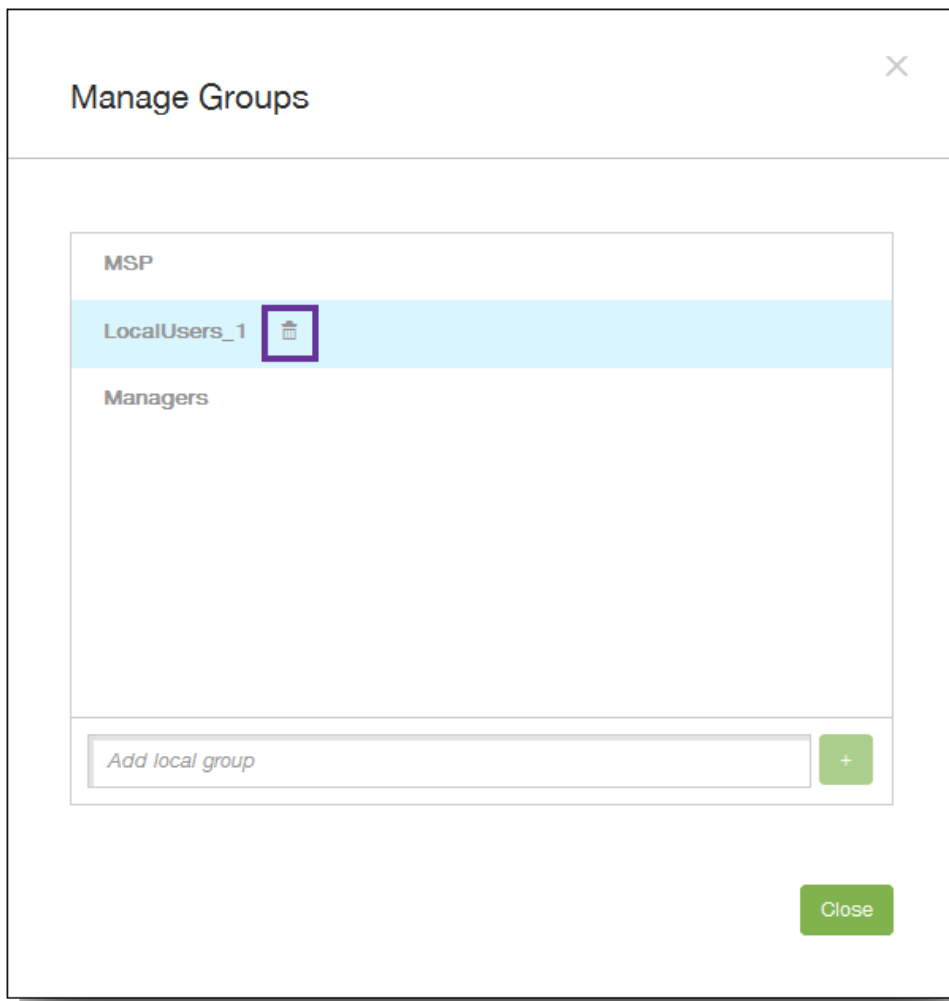 Manage Groups
MSP
LocalUsers_1
Managers
Add local group
+
Close